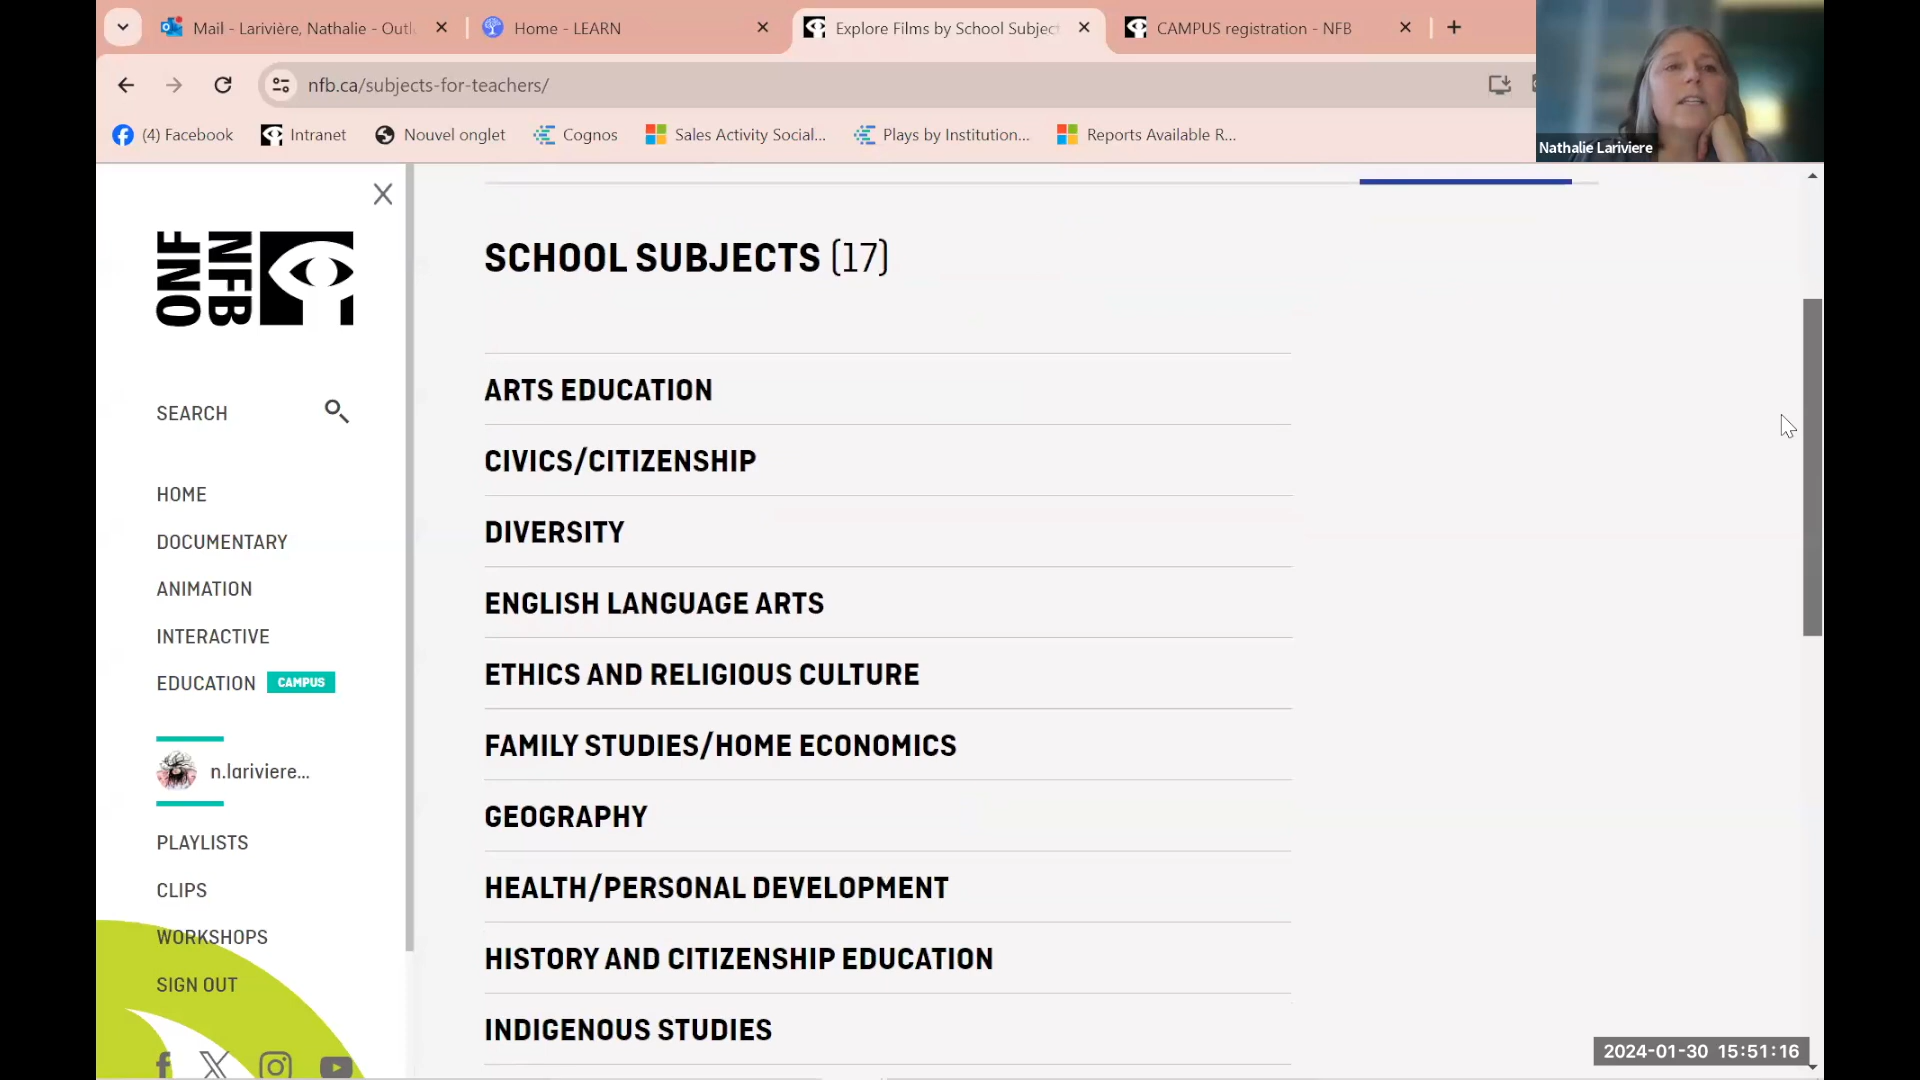 Mail - Larivière, Nathalie - Outl
Home - LEARN
Explore Films by School Subject
CAMPUS registration - NFB
nfb.ca/subjects-for-teachers/
(4) Facebook
Intranet
Nouvel onglet
Cognos
Sales Activity Social...
Plays by Institution...
Reports Available R...
Nathalie Lariviere
ONF
NFB
SEARCH
HOME
DOCUMENTARY
ANIMATION
INTERACTIVE
EDUCATION CAMPUS
n.lariviere...
PLAYLISTS
CLIPS
WORKSHOPS
SIGN OUT
SCHOOL SUBJECTS (17)
ARTS EDUCATION
CIVICS/CITIZENSHIP
DIVERSITY
ENGLISH LANGUAGE ARTS
ETHICS AND RELIGIOUS CULTURE
FAMILY STUDIES/HOME ECONOMICS
GEOGRAPHY
HEALTH/PERSONAL DEVELOPMENT
HISTORY AND CITIZENSHIP EDUCATION
INDIGENOUS STUDIES
2024-01-30 15:51:16